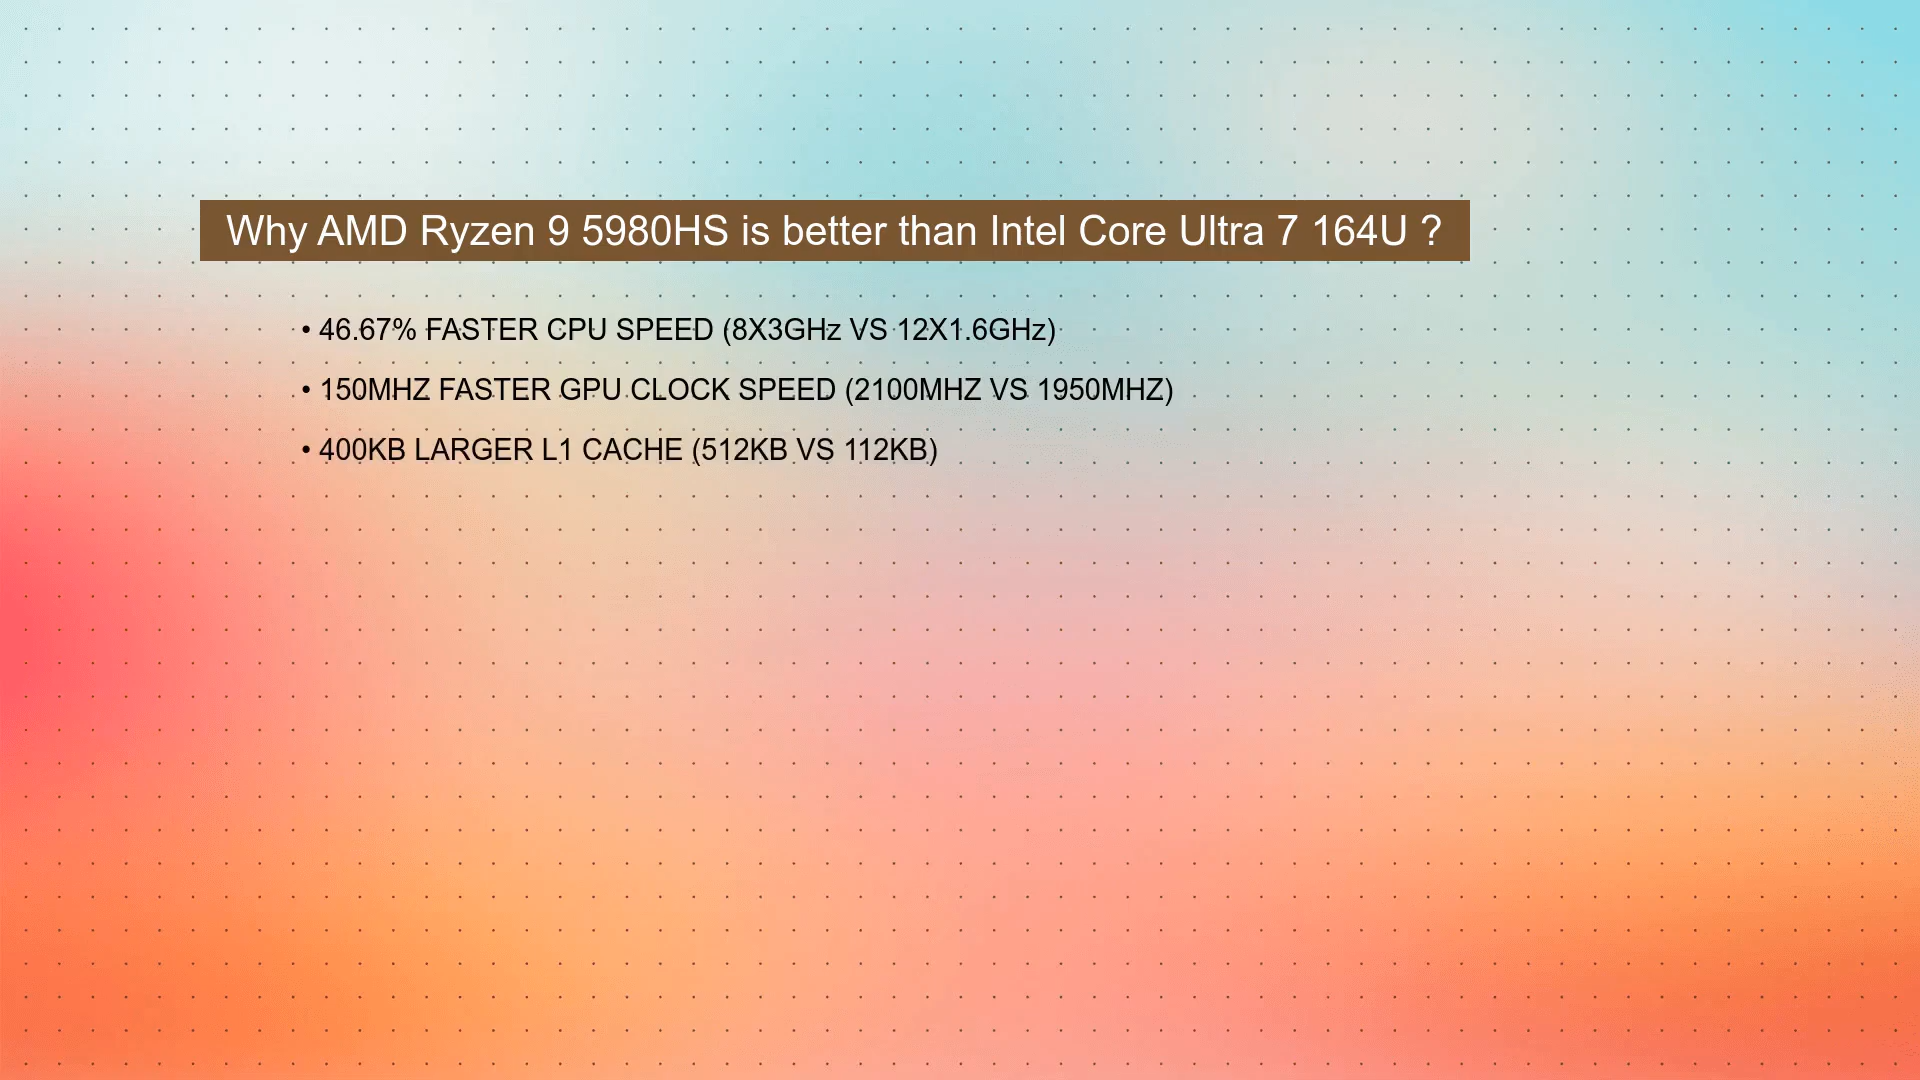 Why AMD Ryzen 9 5980HS is better than Intel Core Ultra 7 164U ?
• 46.67% FASTER CPU SPEED (8X3GHz VS 12X1.6GHz)
• 150MHZ FASTER GPU CLOCK SPEED (2100MHZ VS 1950MHZ)
• 400KB LARGER L1 CACHE (512KB VS 112KB)